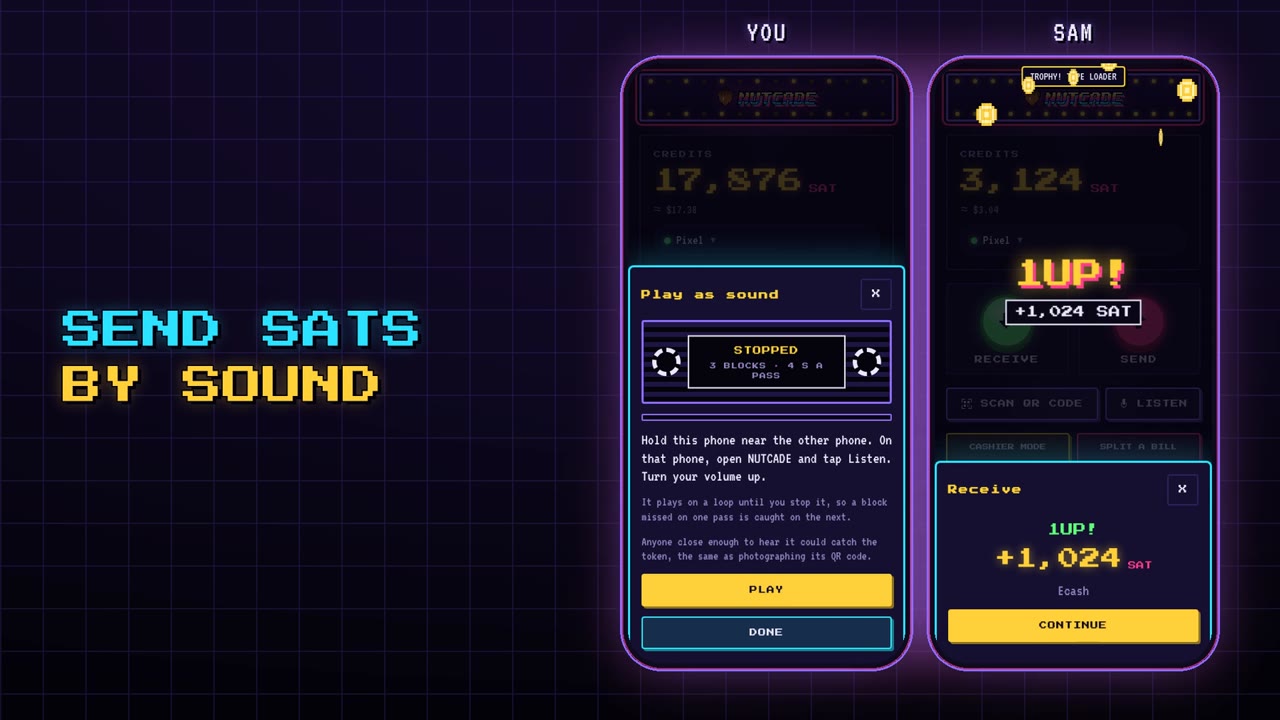 SEND SATS
BY SOUND
YOU
NUTCADE
CREDITS
17,876 SAT
≈ $17.38
Pixel ▼
Play as sound
X
STOPPED
3 BLOCKS · 4 S A
PASS
Hold this phone near the other phone. On
that phone, open NUTCADE and tap Listen.
Turn your volume up.
It plays on a loop until you stop it, so a block
missed on one pass is caught on the next.
Anyone close enough to hear it could catch the
token, the same as photographing its QR code.
PLAY
DONE
SAM
TROPHY! LOADER
NUTCADE
CREDITS
3,124 SAT
≈ $3.04
Pixel ▼
1UP!
+1,024 SAT
RECEIVE
SEND
SCAN QR CODE
LISTEN
CASHIER MODE
SPLIT A BILL
Receive
X
1UP!
+1,024 SAT
Ecash
CONTINUE